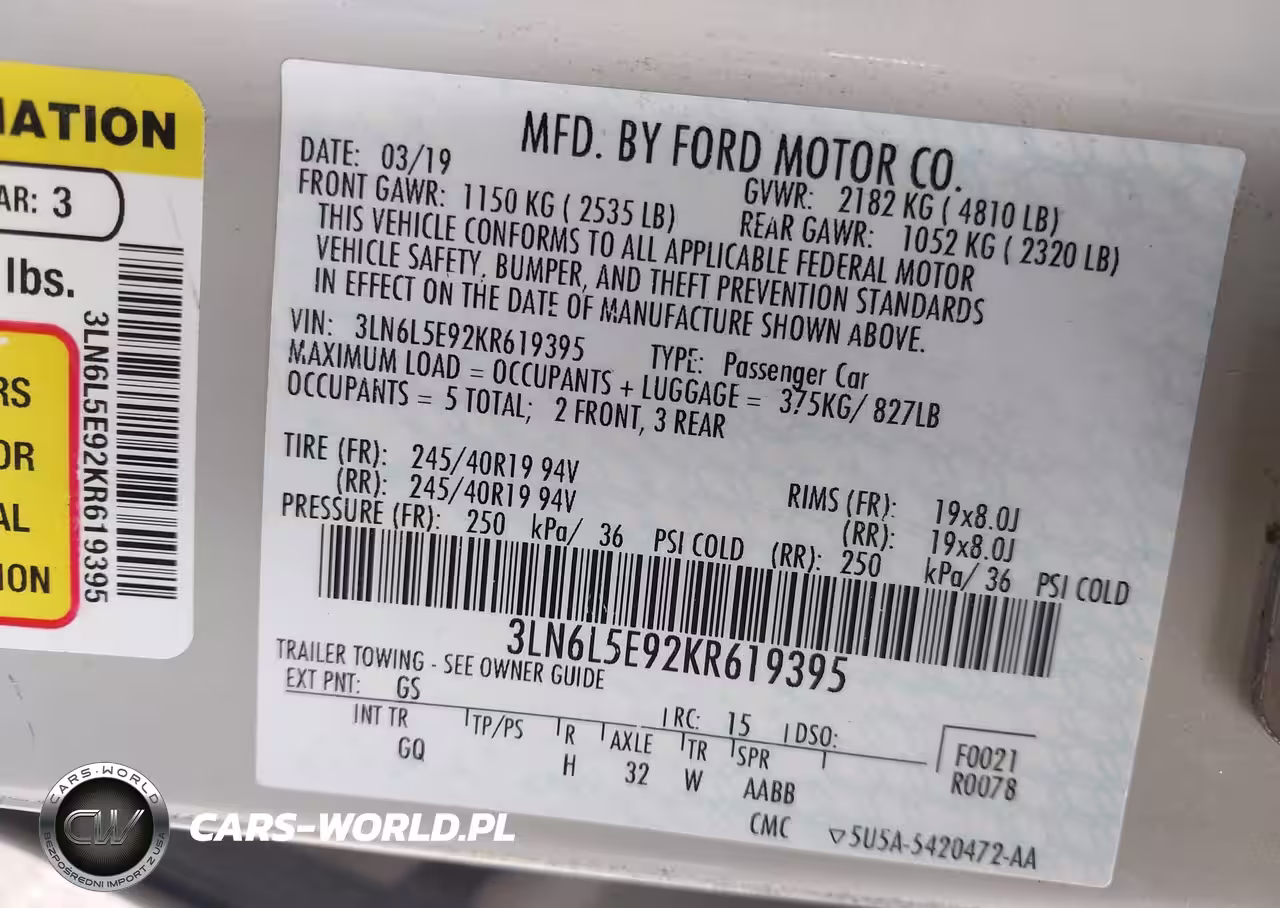 MATION
AR: 3
lbs.
RS
OR
AL
ION
3LN6L5E92KR619395
MFD. BY FORD MOTOR CO.
DATE: 03/19
GVWR: 2182 KG ( 4810 LB)
FRONT GAWR: 1150 KG ( 2535 LB)
REAR GAWR: 1052 KG ( 2320 LB)
THIS VEHICLE CONFORMS TO ALL APPLICABLE FEDERAL MOTOR
VEHICLE SAFETY, BUMPER, AND THEFT PREVENTION STANDARDS
IN EFFECT ON THE DATE OF MANUFACTURE SHOWN ABOVE.
VIN: 3LN6L5E92KR619395 TYPE: Passenger Car
MAXIMUM LOAD = OCCUPANTS + LUGGAGE = 375KG/ 827LB
OCCUPANTS = 5 TOTAL; 2 FRONT, 3 REAR
TIRE (FR): 245/40R19 94V RIMS (FR): 19x8.0J
(RR): 245/40R19 94V (RR): 19x8.0J
PRESSURE (FR): 250 kPa/ 36 PSI COLD (RR): 250 kPa/ 36 PSI COLD
3LN6L5E92KR619395
TRAILER TOWING - SEE OWNER GUIDE
EXT PNT: GS RC: 15 DSO:
INT TR TP/PS R AXLE TR SPR
GQ H 32 W AABB
CMC
F0021
R0078
▽5U5A-5420472-AA
CARS-WORLD
CW
BEZPOŚREDNI IMPORT Z USA
CARS-WORLD.PL